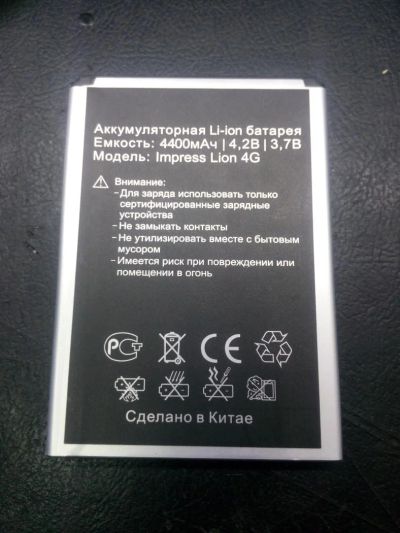 Аккумуляторная Li-ion батарея
Емкость: 4400мАч | 4,2В | 3,7В
Модель: Impress Lion 4G
Внимание:
-Для заряда использовать только
сертифицированные зарядные
устройства
-Не замыкать контакты
-Не утилизировать вместе с бытовым
мусором
-Имеется риск при повреждении или
помещении в огонь
РСТ CE
Сделано в Китае